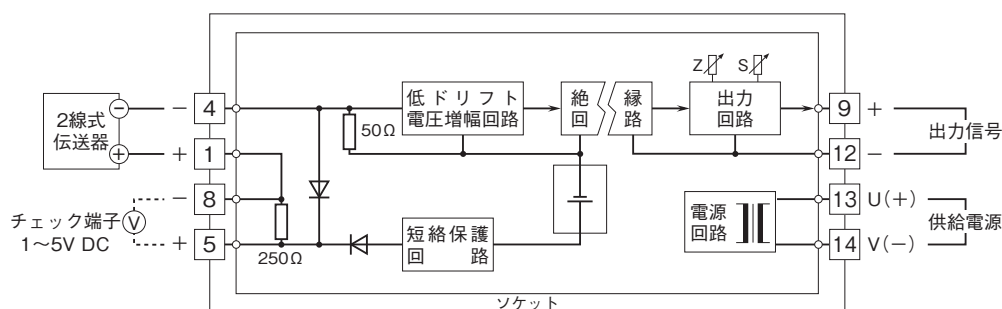 2線式
伝送器
−
+
− 4
+ 1
− 8
+ 5
チェック端子
1〜5V DC
V
250Ω
50Ω
低ドリフト
電圧増幅回路
絶
回
縁
路
Z
S
出力
回路
短絡保護
回　　路
電源
回路
9 +
12 −
出力信号
13 U(+)
14 V(−)
供給電源
ソケット